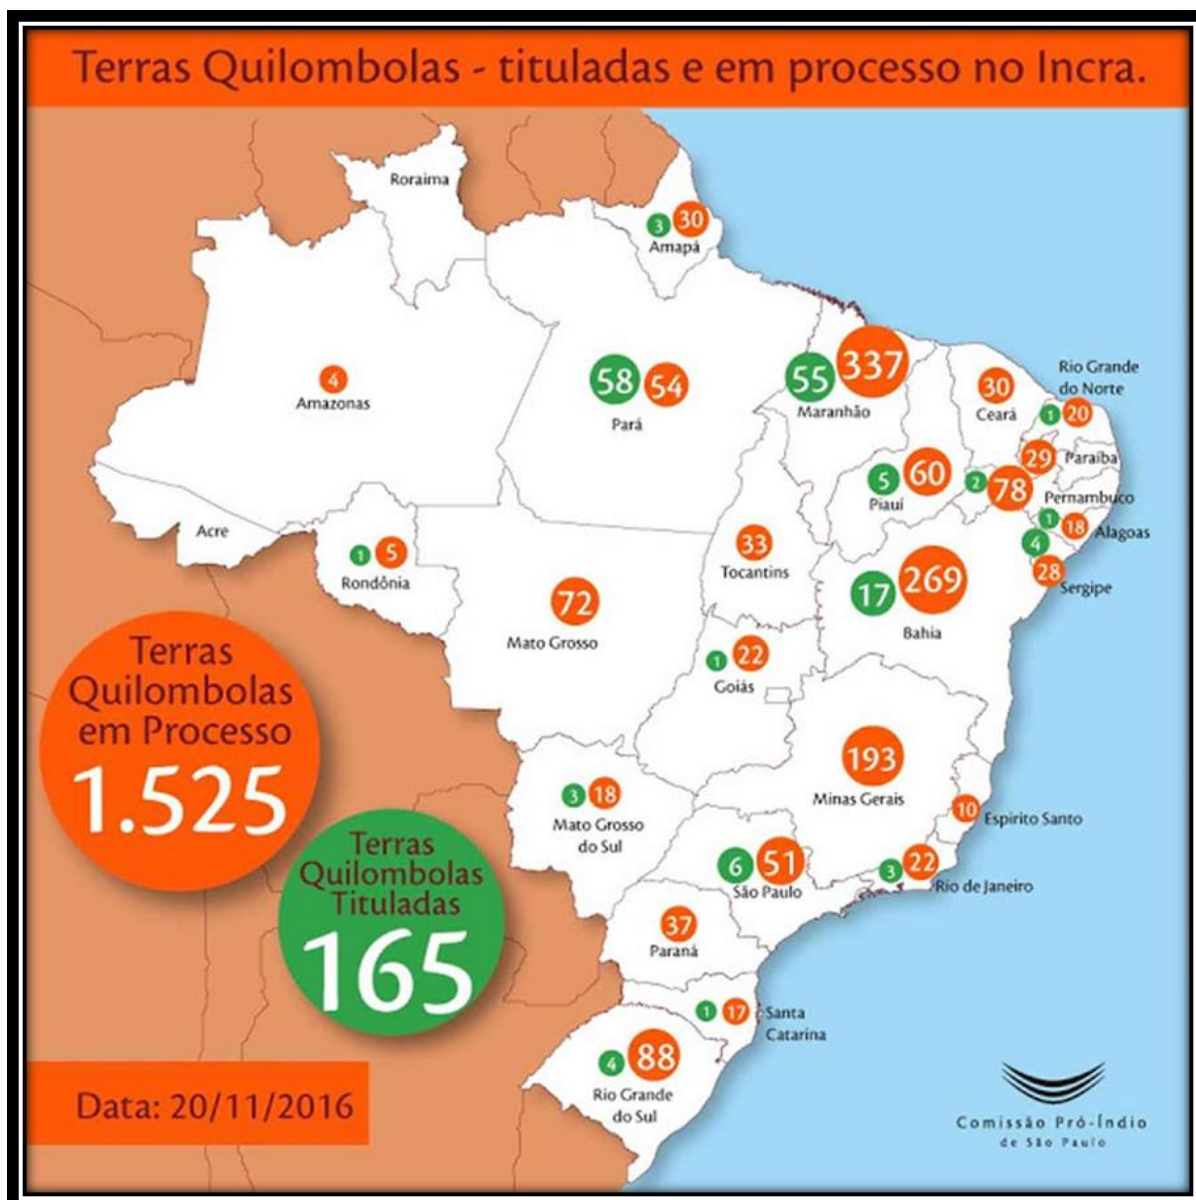 Terras Quilombolas - tituladas e em processo no Incra.
Roraima
3 30
Amapá
4
Amazonas
58 54
Pará
55 337
Maranhão
30
Ceará
Rio Grande
do Norte
1 20
29 Paraíba
5 60
Piauí
2 78
Pernambuco
1 18
Alagoas
4
28
Sergipe
Acre
1 5
Rondônia
33
Tocantins
72
Mato Grosso
17 269
Bahia
1 22
Goiás
Terras
Quilombolas
em Processo
1.525
193
Minas Gerais
3 18
Mato Grosso
do Sul
10
Espirito Santo
6 51
São Paulo
3 22
Rio de Janeiro
Terras
Quilombolas
Tituladas
165
37
Paraná
1 17
Santa
Catarina
4 88
Rio Grande
do Sul
Data: 20/11/2016
Comissão Pró-Índio
de São Paulo